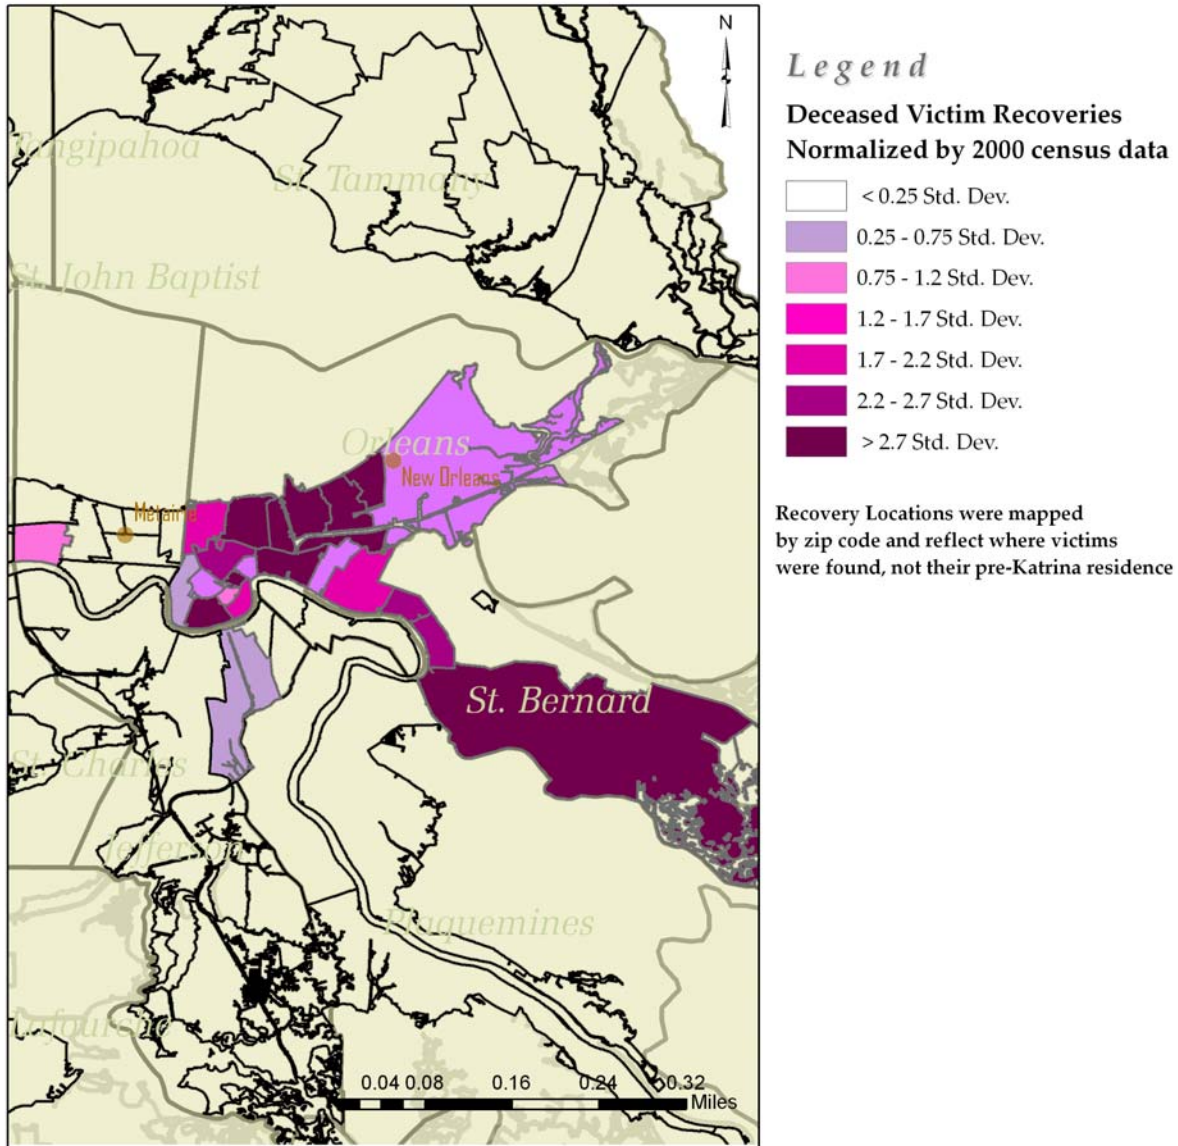 N
Tangipahoa
St. Tammany
St. John Baptist
Orleans
New Orleans
Metairie
St. Bernard
St. Charles
Jefferson
Plaquemines
Lafourche
0.04 0.08 0.16 0.24 0.32
Miles
Legend
Deceased Victim Recoveries
Normalized by 2000 census data
< 0.25 Std. Dev.
0.25 - 0.75 Std. Dev.
0.75 - 1.2 Std. Dev.
1.2 - 1.7 Std. Dev.
1.7 - 2.2 Std. Dev.
2.2 - 2.7 Std. Dev.
> 2.7 Std. Dev.
Recovery Locations were mapped
by zip code and reflect where victims
were found, not their pre-Katrina residence